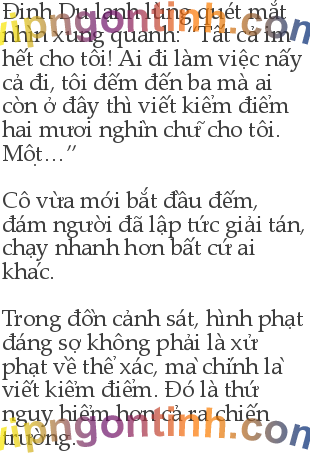 Đinh Du lạnh lùng quét mắt
nhìn xung quanh: “Tất cả im
hết cho tôi! Ai đi làm việc nấy
cả đi, tôi đếm đến ba mà ai
còn ở đây thì viết kiểm điểm
hai mươi nghìn chữ cho tôi.
Một…”
Cô vừa mới bắt đầu đếm,
đám người đã lập tức giải tán,
chạy nhanh hơn bất cứ ai
khác.
Trong đồn cảnh sát, hình phạt
đáng sợ không phải là xử
phạt về thể xác, mà chính là
viết kiểm điểm. Đó là thứ
nguy hiểm hơn cả ra chiến
trường.
vipngontinh.com
vipngontinh.com